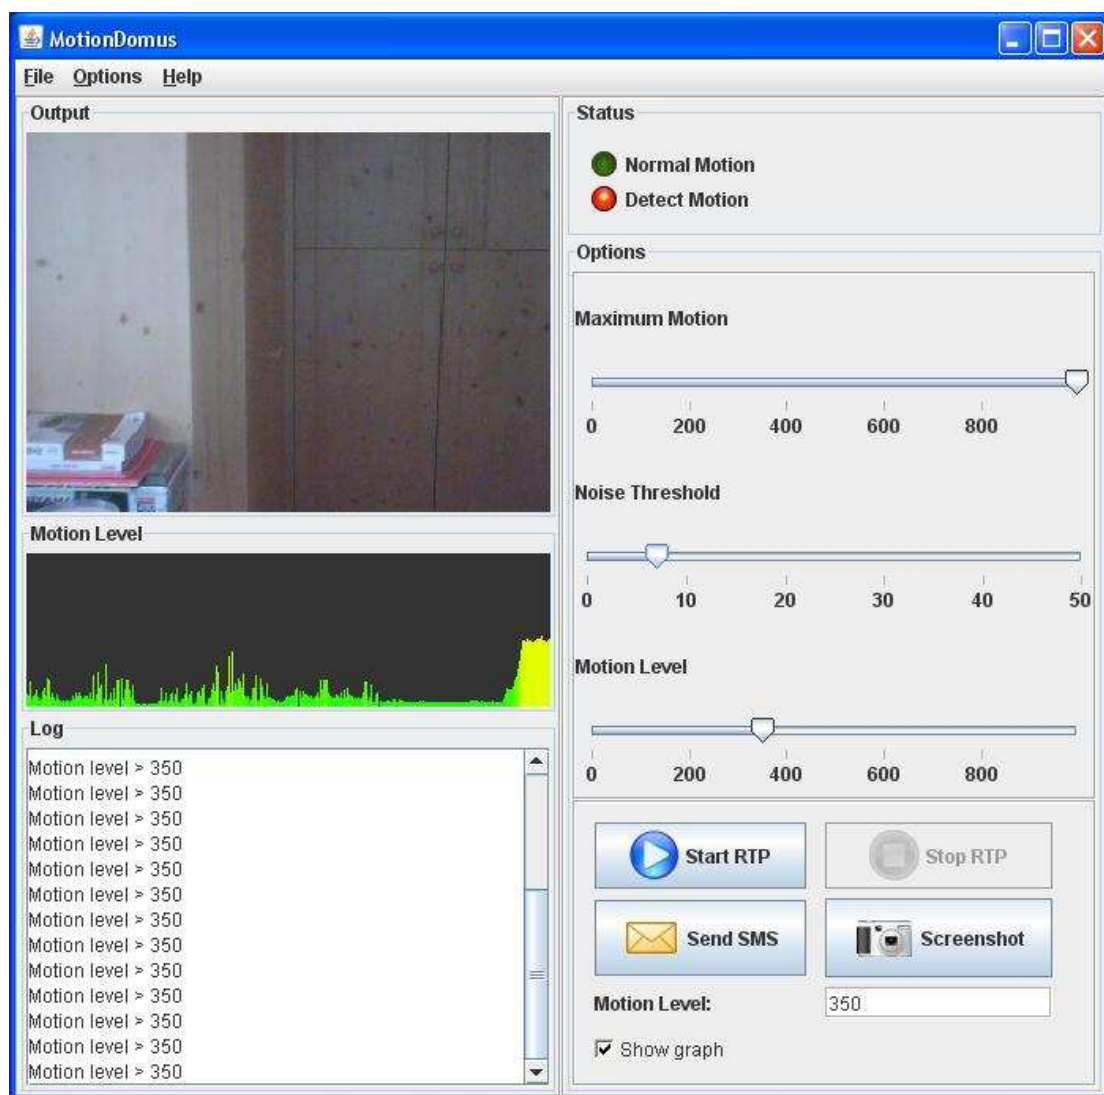 MotionDomus
File Options Help
Output
Motion Level
Log
Motion level > 350
Motion level > 350
Motion level > 350
Motion level > 350
Motion level > 350
Motion level > 350
Motion level > 350
Motion level > 350
Motion level > 350
Motion level > 350
Motion level > 350
Motion level > 350
Motion level > 350
Status
Normal Motion
Detect Motion
Options
Maximum Motion
0 200 400 600 800
Noise Threshold
0 10 20 30 40 50
Motion Level
0 200 400 600 800
Start RTP
Stop RTP
Send SMS
Screenshot
Motion Level: 350
Show graph